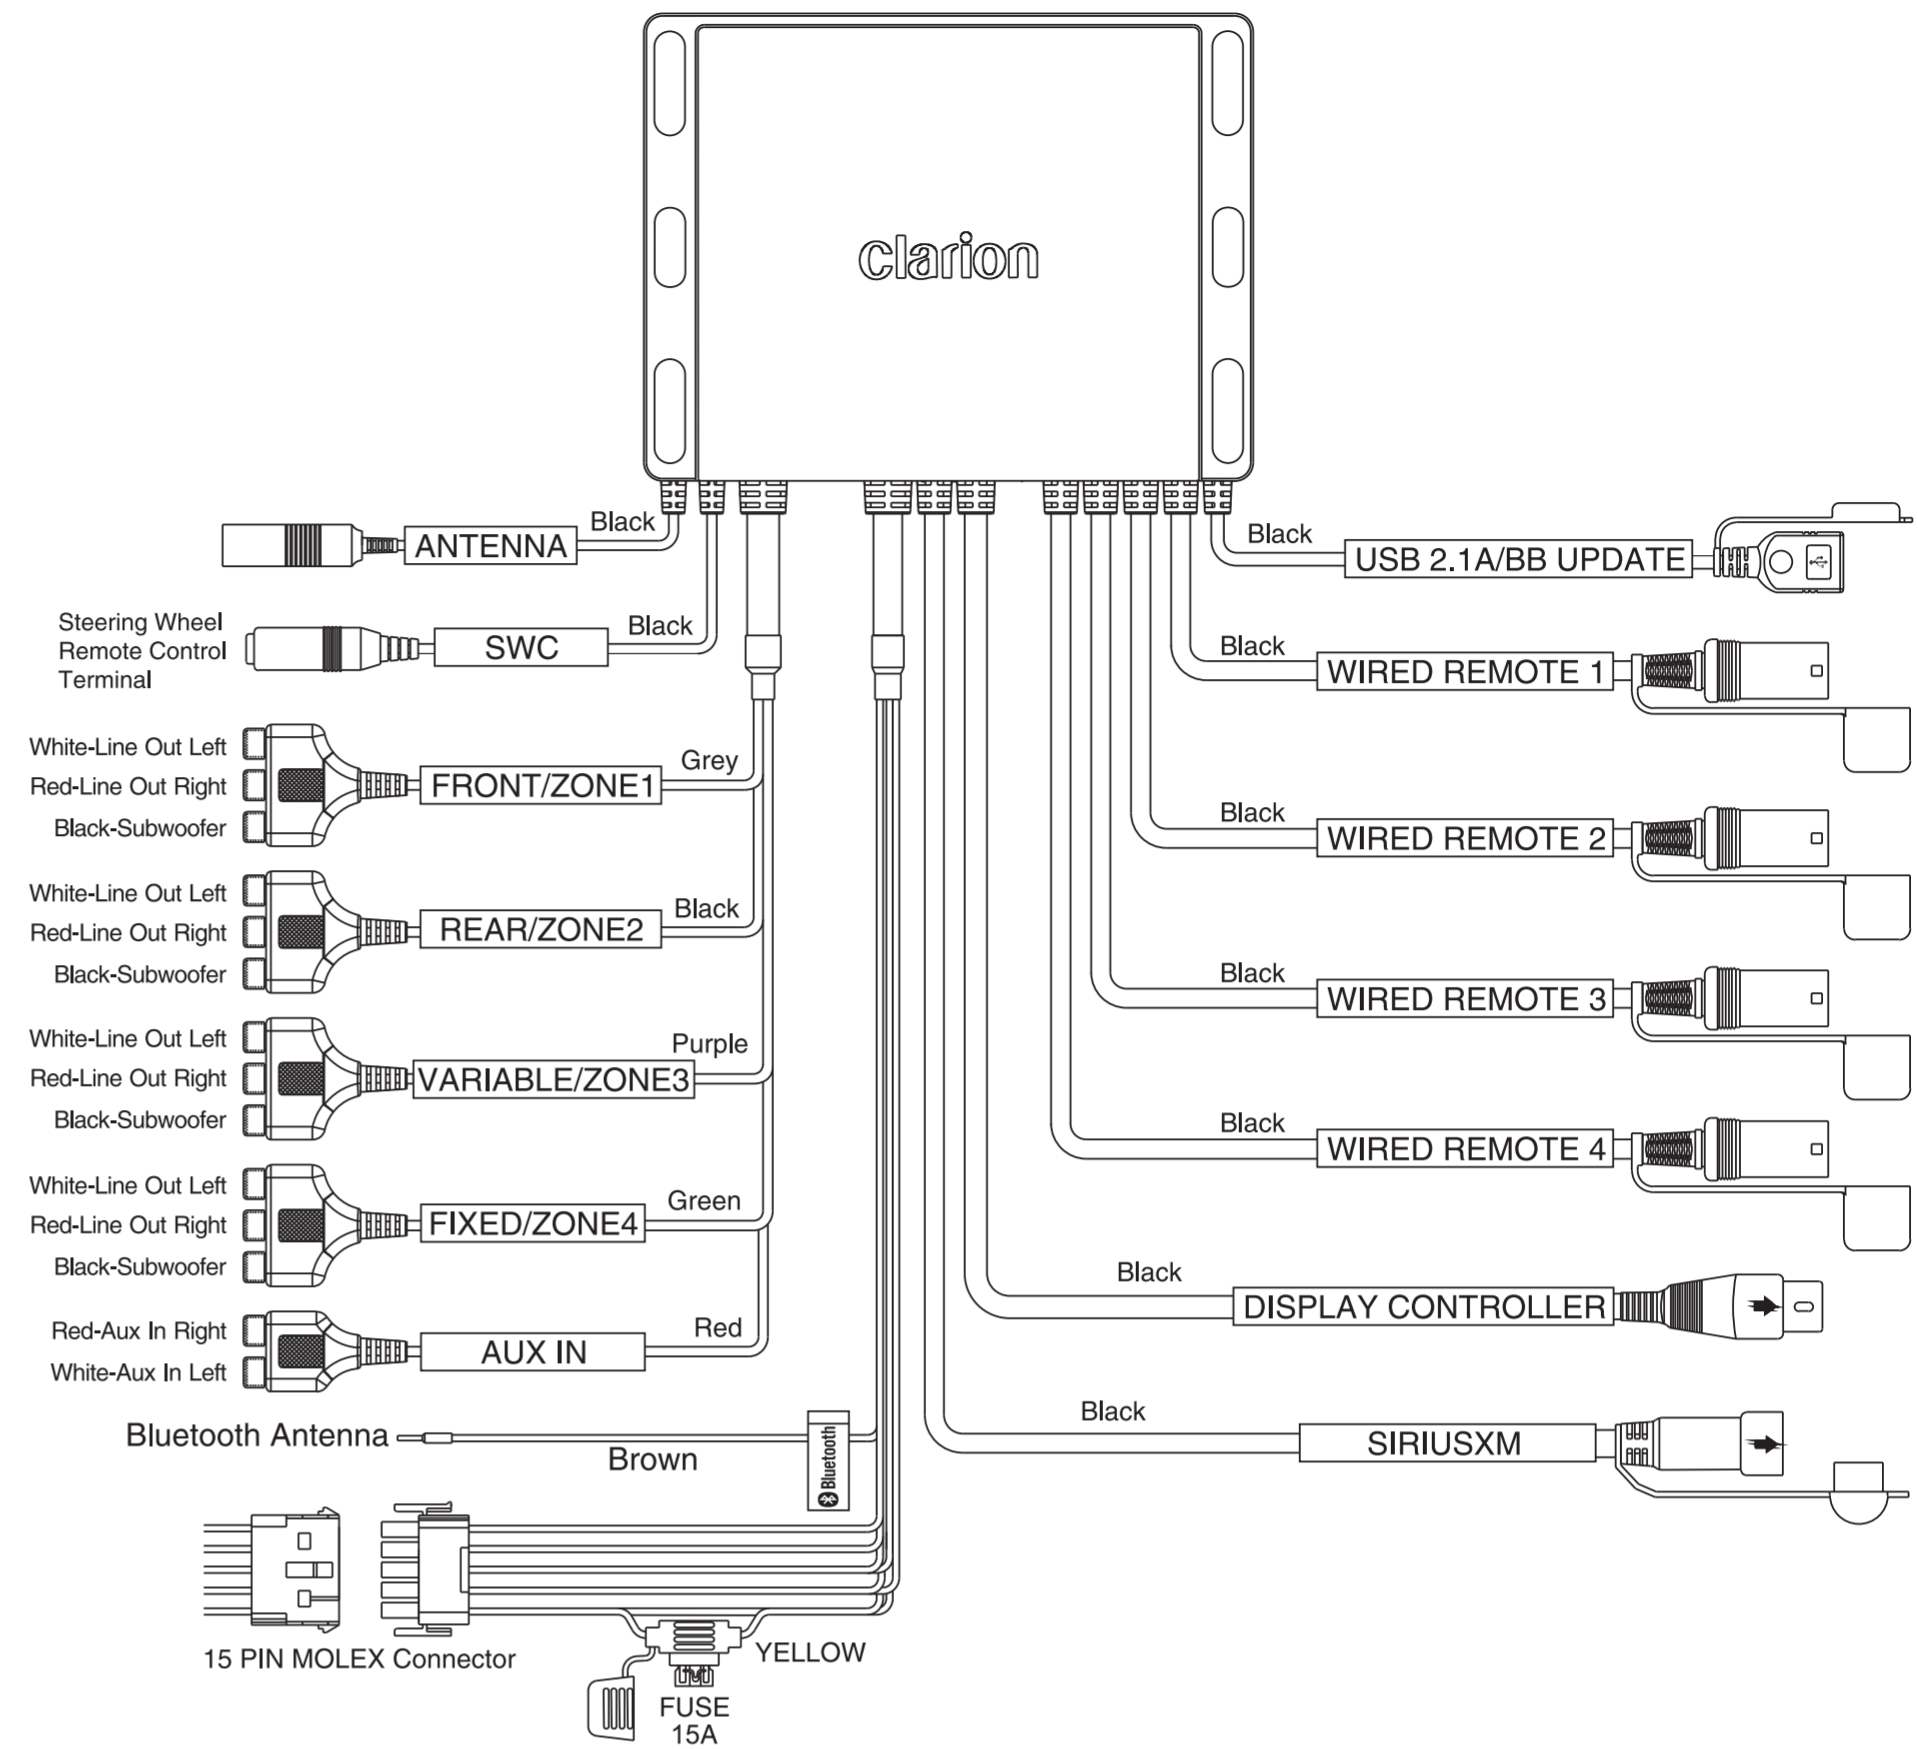 clarion
Black
ANTENNA
Steering Wheel
Remote Control
Terminal
Black
SWC
White-Line Out Left
Red-Line Out Right
Black-Subwoofer
Grey
FRONT/ZONE1
White-Line Out Left
Red-Line Out Right
Black-Subwoofer
Black
REAR/ZONE2
White-Line Out Left
Red-Line Out Right
Black-Subwoofer
Purple
VARIABLE/ZONE3
White-Line Out Left
Red-Line Out Right
Black-Subwoofer
Green
FIXED/ZONE4
Red-Aux In Right
White-Aux In Left
Red
AUX IN
Bluetooth Antenna
Brown
Bluetooth
15 PIN MOLEX Connector
YELLOW
FUSE
15A
Black
USB 2.1A/BB UPDATE
Black
WIRED REMOTE 1
Black
WIRED REMOTE 2
Black
WIRED REMOTE 3
Black
WIRED REMOTE 4
Black
DISPLAY CONTROLLER
Black
SIRIUSXM